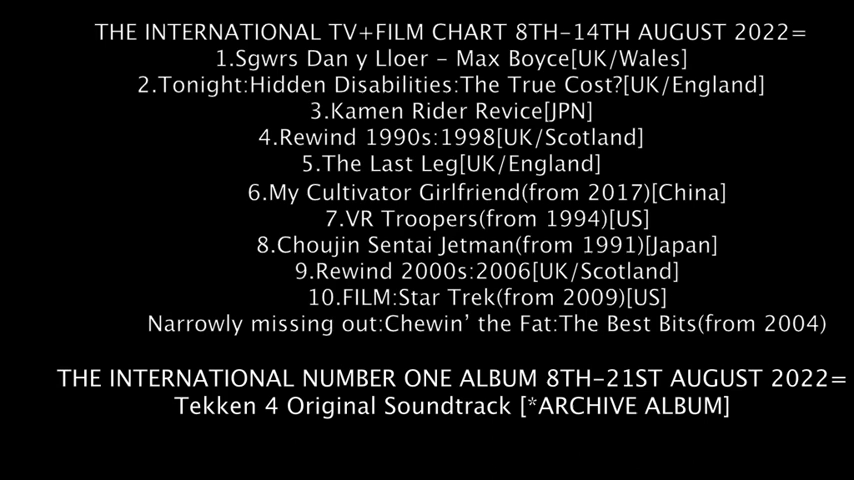 THE INTERNATIONAL TV+FILM CHART 8TH-14TH AUGUST 2022=
1.Sgwrs Dan y Lloer - Max Boyce[UK/Wales]
2.Tonight:Hidden Disabilities:The True Cost?[UK/England]
3.Kamen Rider Revice[JPN]
4.Rewind 1990s:1998[UK/Scotland]
5.The Last Leg[UK/England]
6.My Cultivator Girlfriend(from 2017)[China]
7.VR Troopers(from 1994)[US]
8.Choujin Sentai Jetman(from 1991)[Japan]
9.Rewind 2000s:2006[UK/Scotland]
10.FILM:Star Trek(from 2009)[US]
Narrowly missing out:Chewin’ the Fat:The Best Bits(from 2004)
THE INTERNATIONAL NUMBER ONE ALBUM 8TH-21ST AUGUST 2022=
Tekken 4 Original Soundtrack [*ARCHIVE ALBUM]